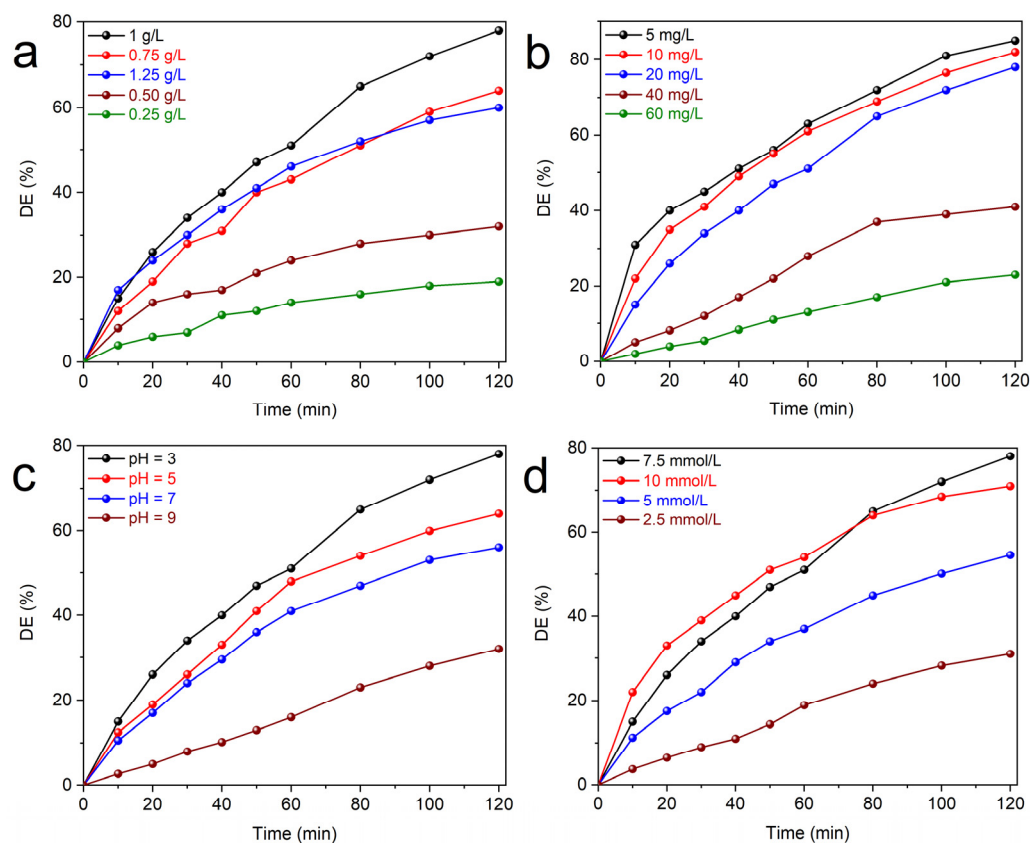 a
1 g/L
0.75 g/L
1.25 g/L
0.50 g/L
0.25 g/L
80
60
40
20
0
DE (%)
0 20 40 60 80 100 120
Time (min)
b
5 mg/L
10 mg/L
20 mg/L
40 mg/L
60 mg/L
80
60
40
20
0
DE (%)
0 20 40 60 80 100 120
Time (min)
c
pH = 3
pH = 5
pH = 7
pH = 9
80
60
40
20
0
DE (%)
0 20 40 60 80 100 120
Time (min)
d
7.5 mmol/L
10 mmol/L
5 mmol/L
2.5 mmol/L
80
60
40
20
0
DE (%)
0 20 40 60 80 100 120
Time (min)